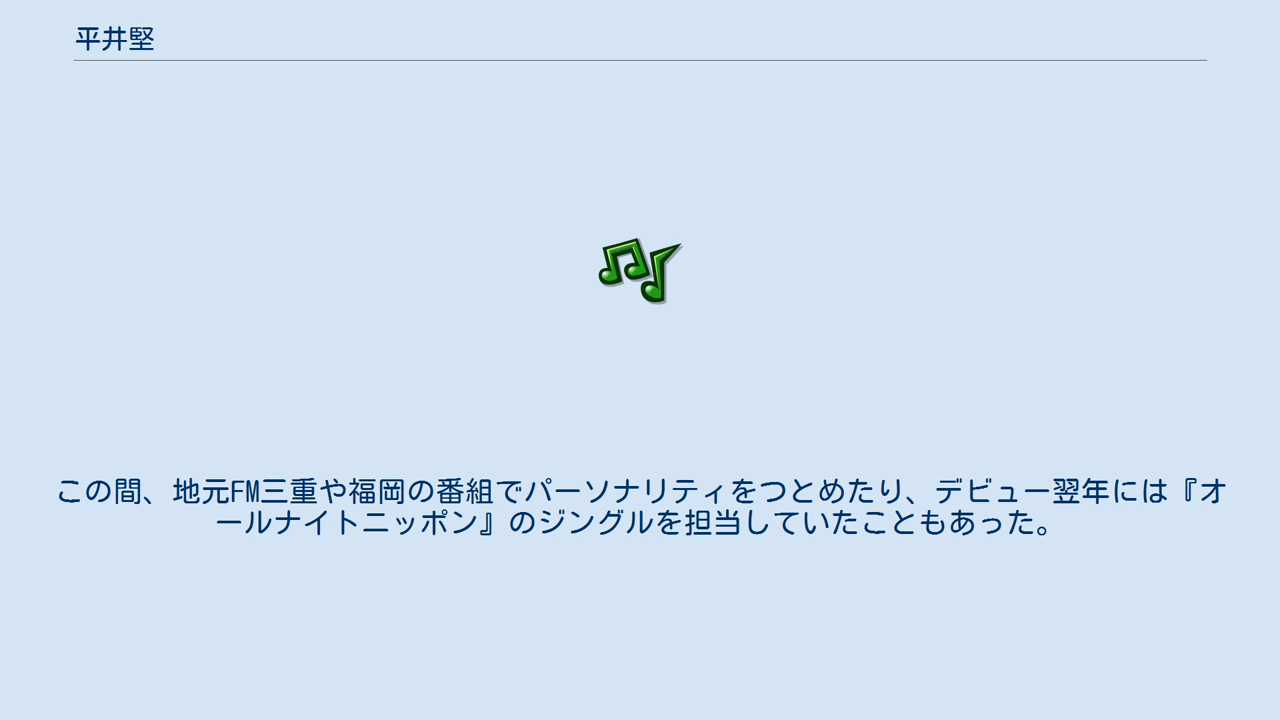 平井堅
この間、地元FM三重や福岡の番組でパーソナリティをつとめたり、デビュー翌年には『オ
ールナイトニッポン』のジングルを担当していたこともあった。